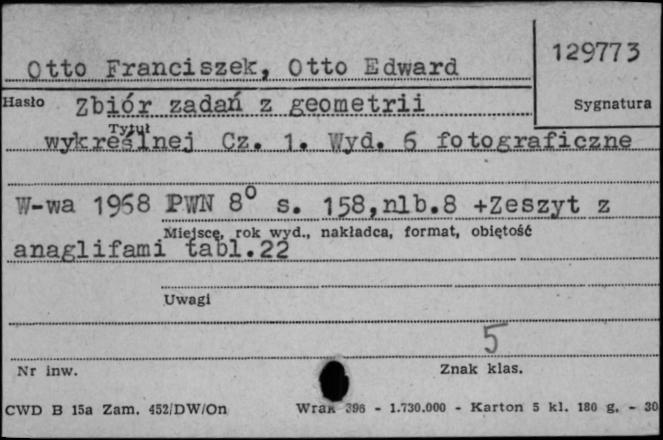 129773
Otto Franciszek, Otto Edward
Hasło Zbiór zadań z geometrii Sygnatura
Tytuł
wykreślnej Cz. 1. Wyd. 6 fotograficzne
W-wa 1968 PWN 8° s. 158,nlb.8 +Zeszyt z
Miejsce, rok wyd., nakładca, format, objętość
anaglifami tabl.22
Uwagi
5
Nr inw. Znak klas.
CWD B 15a Zam. 452/DW/On WraK 396 - 1.730.000 - Karton 5 kl. 180 g. - 30